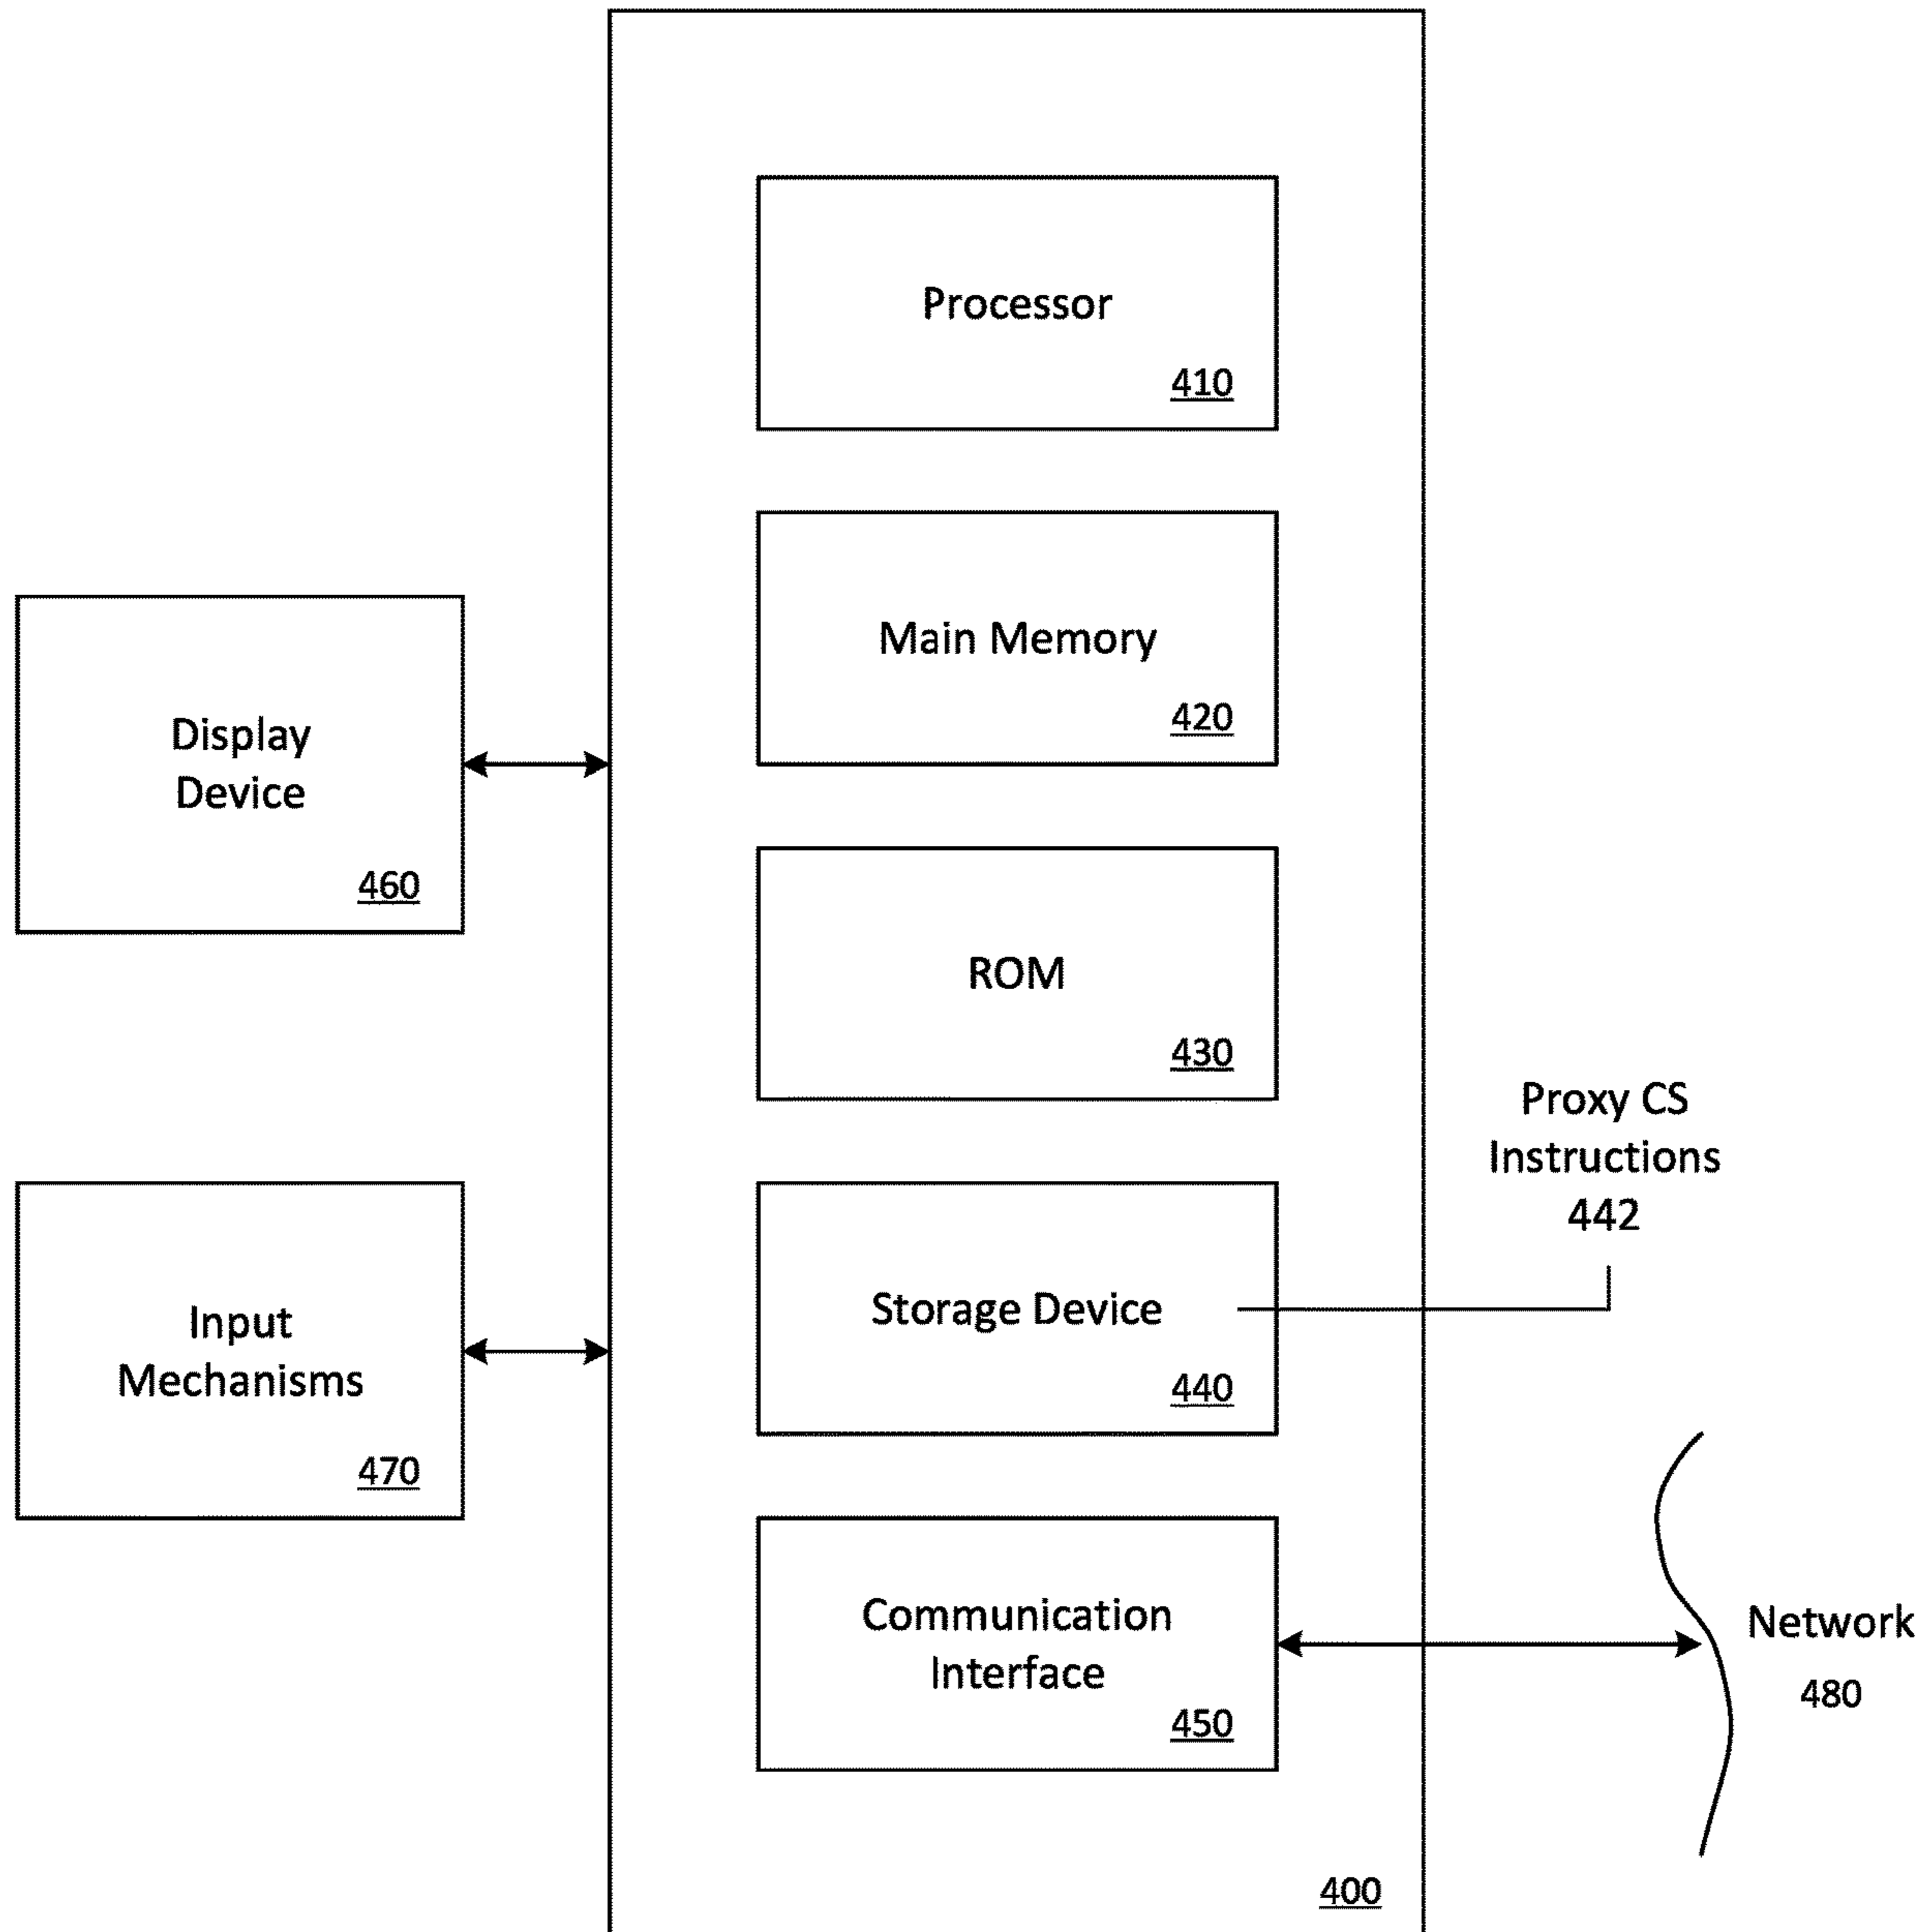 Processor
410
Main Memory
420
Display
Device
460
ROM
430
Proxy CS
Instructions
442
Storage Device
440
Input
Mechanisms
470
Communication
Interface
450
Network
480
400